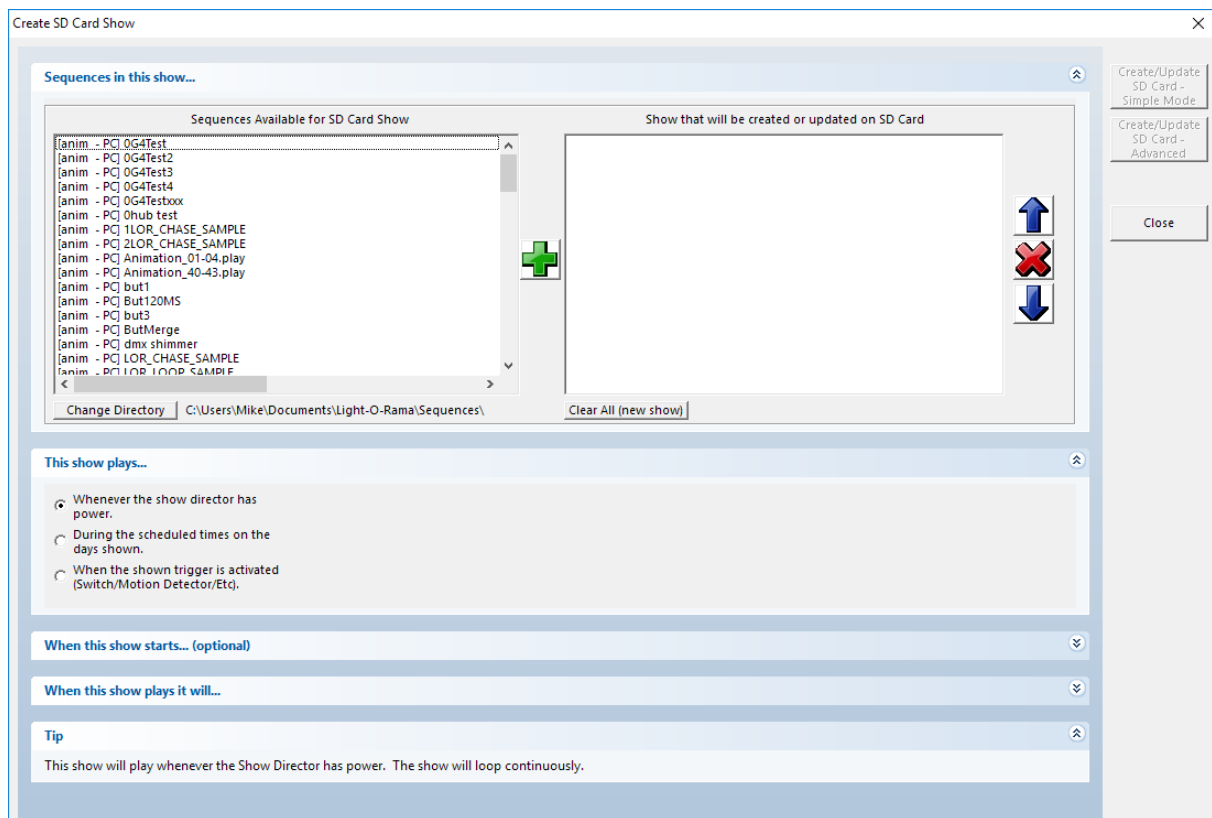 Create SD Card Show
Sequences in this show...
Create/Update
SD Card -
Simple Mode
Create/Update
SD Card -
Advanced
Close
Sequences Available for SD Card Show
[anim - PC] 0G4Test
[anim - PC] 0G4Test2
[anim - PC] 0G4Test3
[anim - PC] 0G4Test4
[anim - PC] 0G4Testxxx
[anim - PC] 0hub test
[anim - PC] 1LOR_CHASE_SAMPLE
[anim - PC] 2LOR_CHASE_SAMPLE
[anim - PC] Animation_01-04.play
[anim - PC] Animation_40-43.play
[anim - PC] but1
[anim - PC] But120MS
[anim - PC] but3
[anim - PC] ButMerge
[anim - PC] dmx shimmer
[anim - PC] LOR_CHASE_SAMPLE
[anim - PC] LOR_LOOP_SAMPLE
Change Directory
C:\Users\Mike\Documents\Light-O-Rama\Sequences\
Show that will be created or updated on SD Card
Clear All (new show)
This show plays...
Whenever the show director has
power.
During the scheduled times on the
days shown.
When the shown trigger is activated
(Switch/Motion Detector/Etc).
When this show starts... (optional)
When this show plays it will...
Tip
This show will play whenever the Show Director has power. The show will loop continuously.